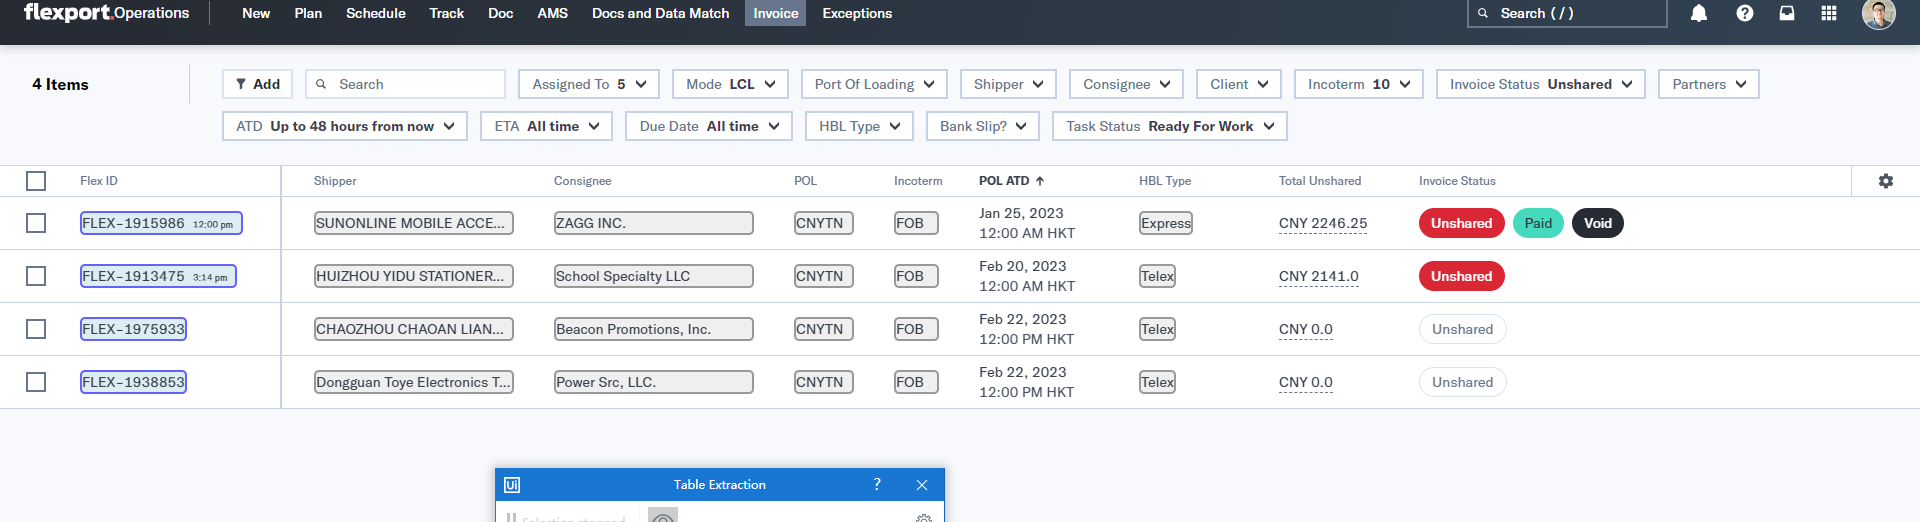 flexport.Operations New Plan Schedule Track Doc AMS Docs and Data Match Invoice Exceptions Search ( / )
4 Items Add Search Assigned To 5 Mode LCL Port Of Loading Shipper Consignee Client Incoterm 10 Invoice Status Unshared Partners
ATD Up to 48 hours from now ETA All time Due Date All time HBL Type Bank Slip? Task Status Ready For Work
Flex ID Shipper Consignee POL Incoterm POL ATD HBL Type Total Unshared Invoice Status
FLEX-1915986 12:00 pm SUNONLINE MOBILE ACCE... ZAGG INC. CNYTN FOB Jan 25, 2023 Express CNY 2246.25 Unshared Paid Void
12:00 AM HKT
FLEX-1913475 3:14 pm HUIZHOU YIDU STATIONER... School Specialty LLC CNYTN FOB Feb 20, 2023 Telex CNY 2141.0 Unshared
12:00 AM HKT
FLEX-1975933 CHAOZHOU CHAOAN LIAN... Beacon Promotions, Inc. CNYTN FOB Feb 22, 2023 Telex CNY 0.0 Unshared
12:00 PM HKT
FLEX-1938853 Dongguan Toye Electronics T... Power Src, LLC. CNYTN FOB Feb 22, 2023 Telex CNY 0.0 Unshared
12:00 PM HKT
Ui Table Extraction ?
Selection stopped